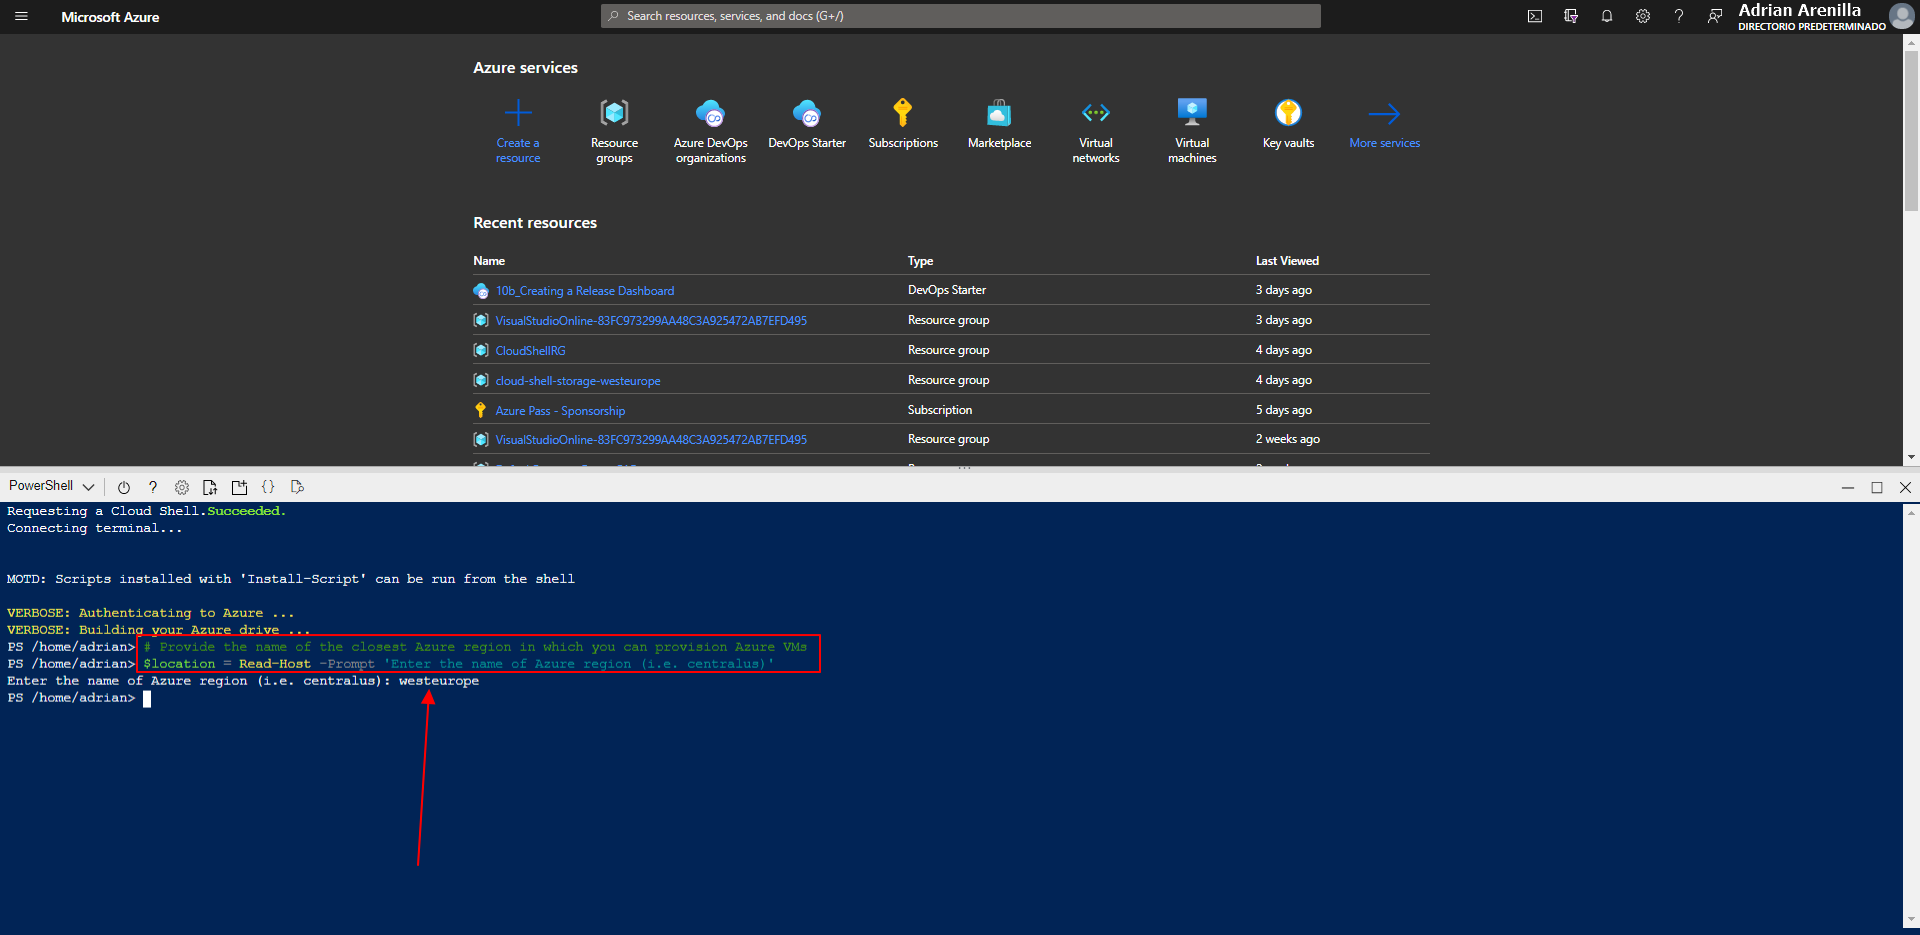 Microsoft Azure
Search resources, services, and docs (G+/)
Adrian Arenilla
DIRECTORIO PREDETERMINADO
Azure services
Create a
resource
Resource
groups
Azure DevOps
organizations
DevOps Starter
Subscriptions
Marketplace
Virtual
networks
Virtual
machines
Key vaults
More services
Recent resources
Name Type Last Viewed
10b_Creating a Release Dashboard DevOps Starter 3 days ago
VisualStudioOnline-83FC973299AA48C3A925472AB7EFD495 Resource group 3 days ago
CloudShellRG Resource group 4 days ago
cloud-shell-storage-westeurope Resource group 4 days ago
Azure Pass - Sponsorship Subscription 5 days ago
VisualStudioOnline-83FC973299AA48C3A925472AB7EFD495 Resource group 2 weeks ago
PowerShell
Requesting a Cloud Shell.Succeeded.
Connecting terminal...
MOTD: Scripts installed with 'Install-Script' can be run from the shell
VERBOSE: Authenticating to Azure ...
VERBOSE: Building your Azure drive ...
PS /home/adrian> # Provide the name of the closest Azure region in which you can provision Azure VMs
PS /home/adrian> $location = Read-Host -Prompt 'Enter the name of Azure region (i.e. centralus)'
Enter the name of Azure region (i.e. centralus): westeurope
PS /home/adrian>